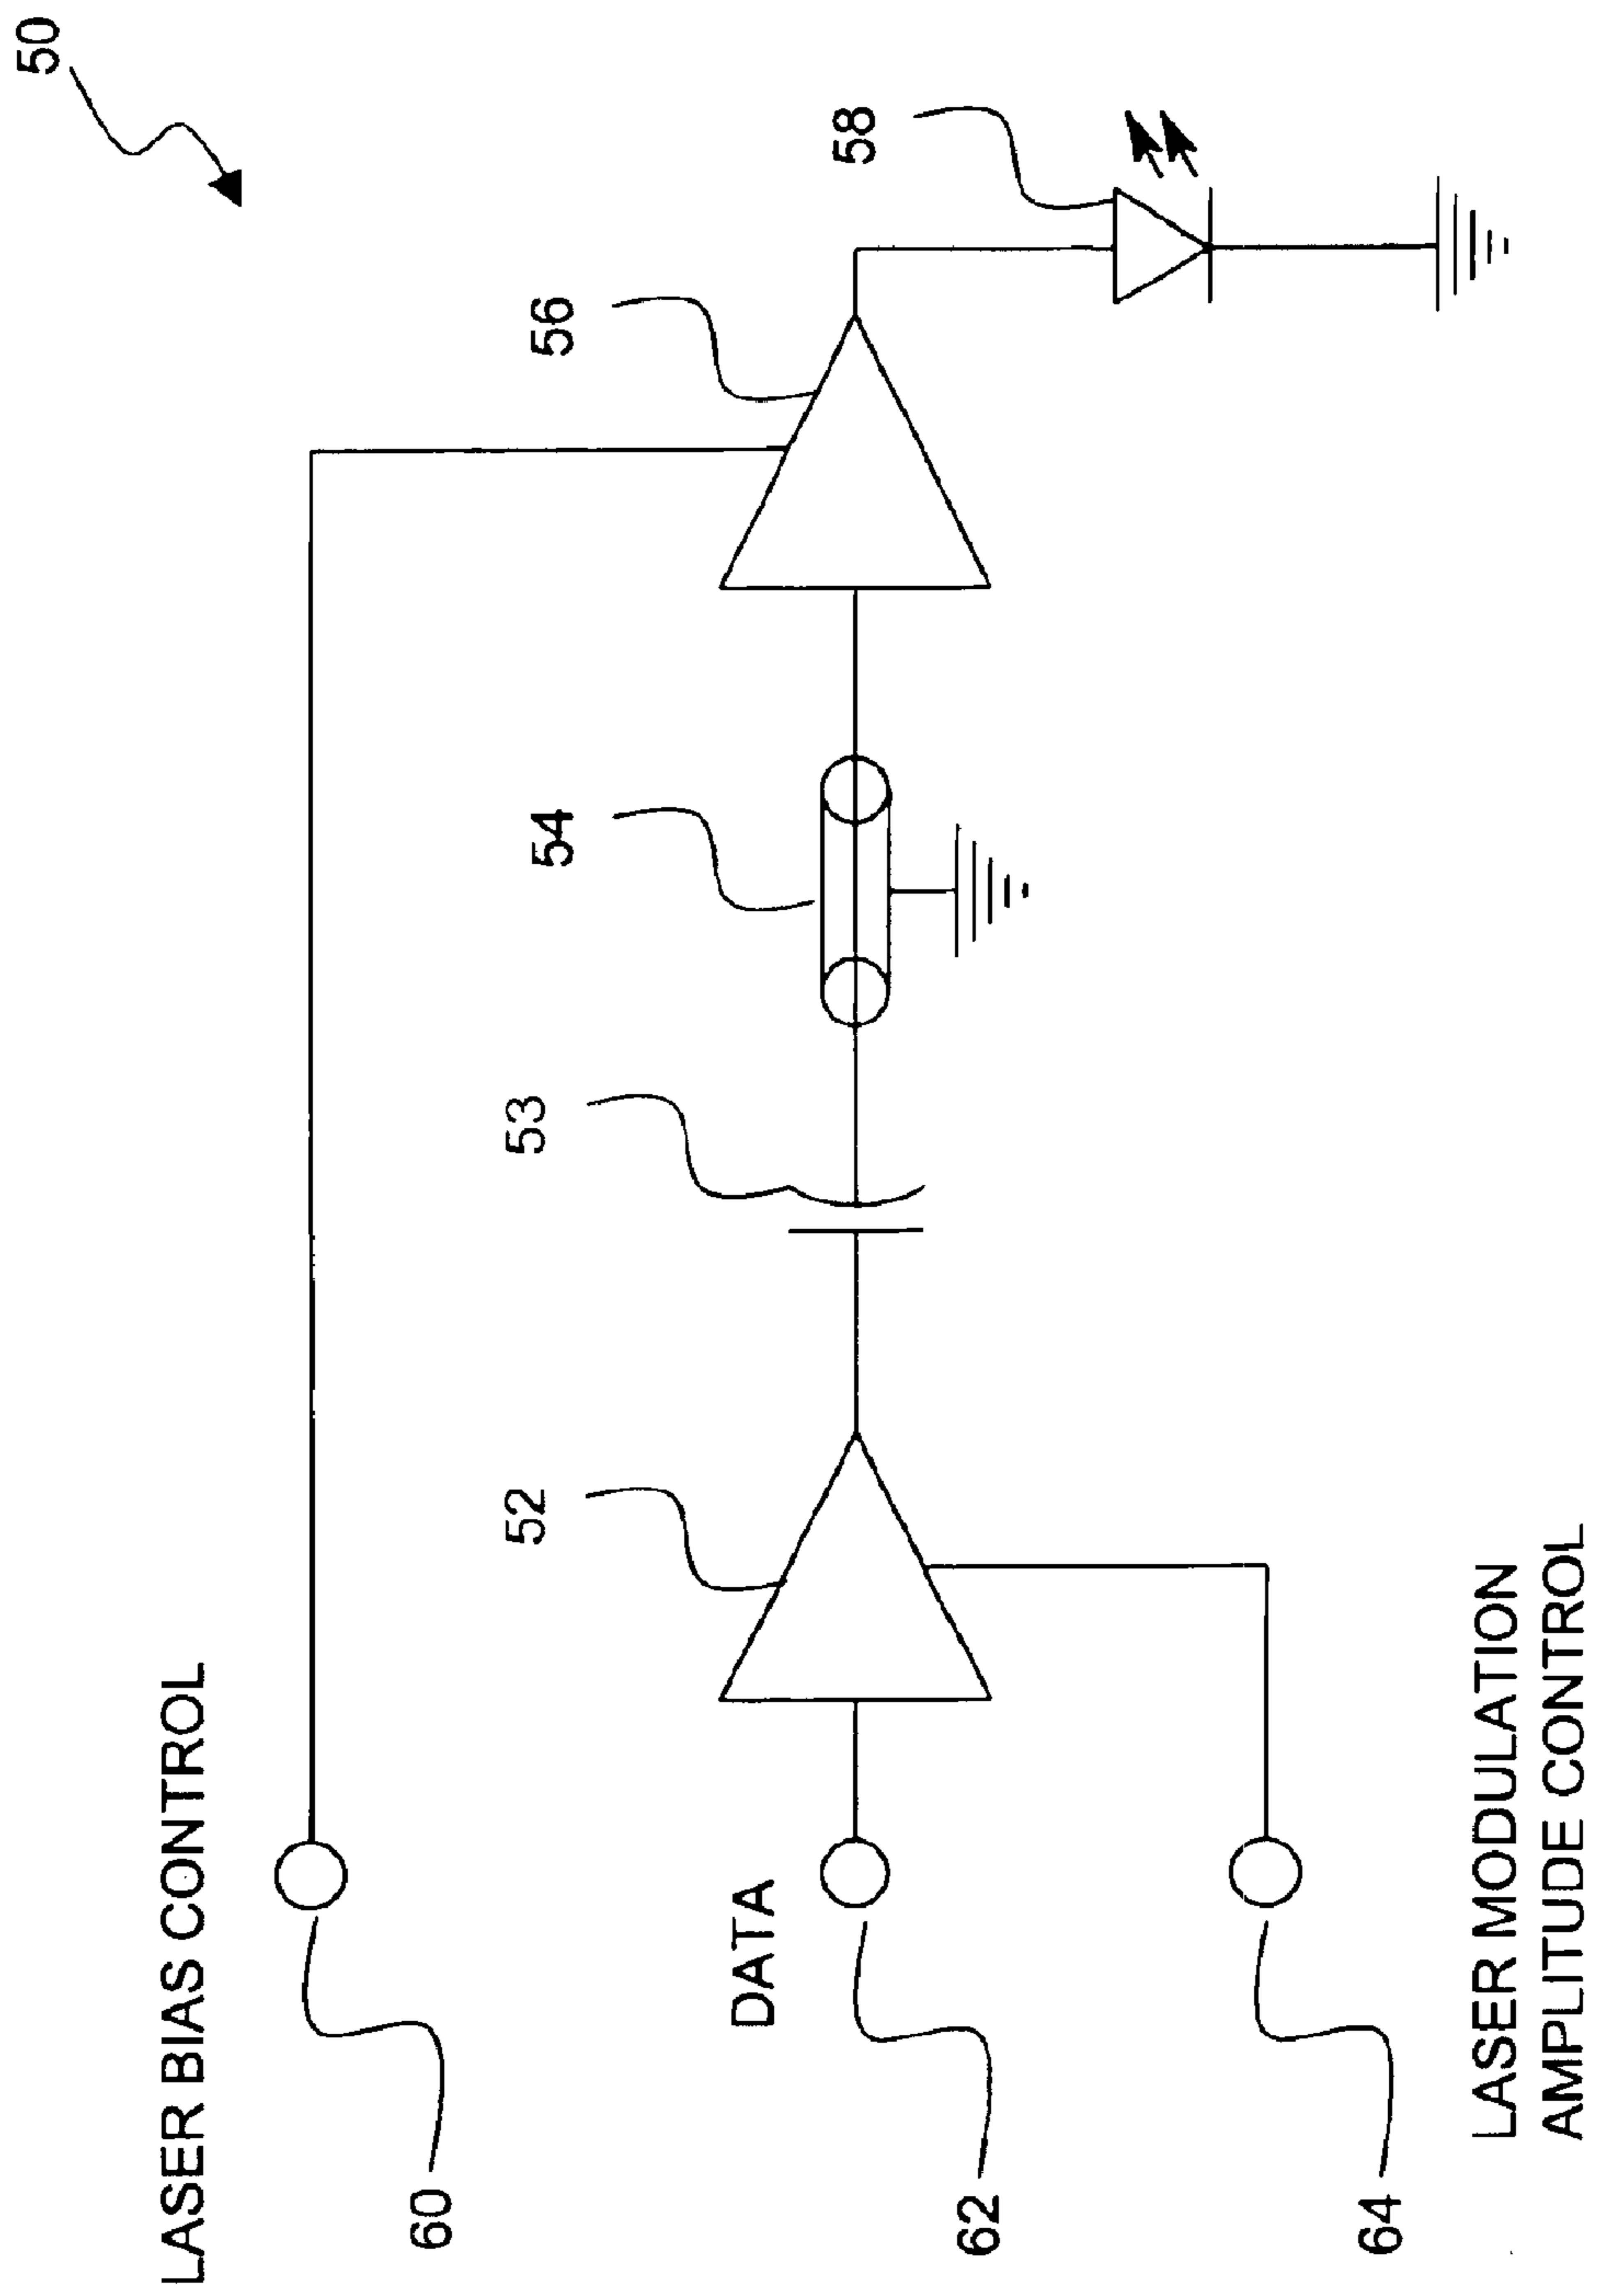 50
LASER BIAS CONTROL
60
52
53
54
56
58
DATA
62
64
LASER MODULATION
AMPLITUDE CONTROL